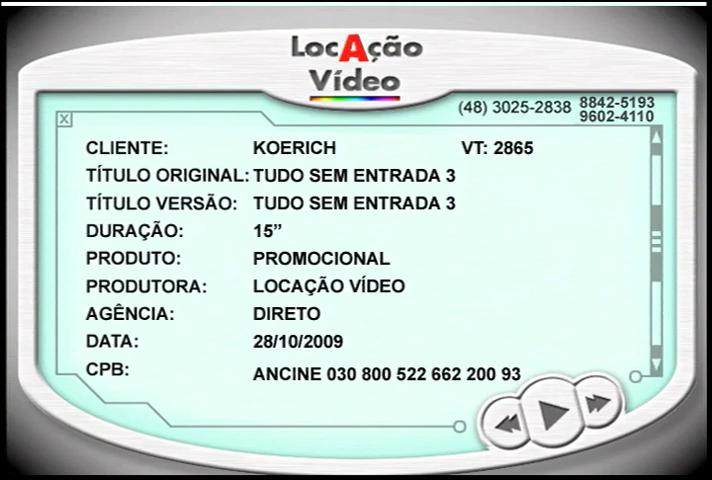 LocAção
Vídeo
(48) 3025-2838 8842-5193
9602-4110
X
CLIENTE: KOERICH VT: 2865
TÍTULO ORIGINAL: TUDO SEM ENTRADA 3
TÍTULO VERSÃO: TUDO SEM ENTRADA 3
DURAÇÃO: 15”
PRODUTO: PROMOCIONAL
PRODUTORA: LOCAÇÃO VÍDEO
AGÊNCIA: DIRETO
DATA: 28/10/2009
CPB: ANCINE 030 800 522 662 200 93